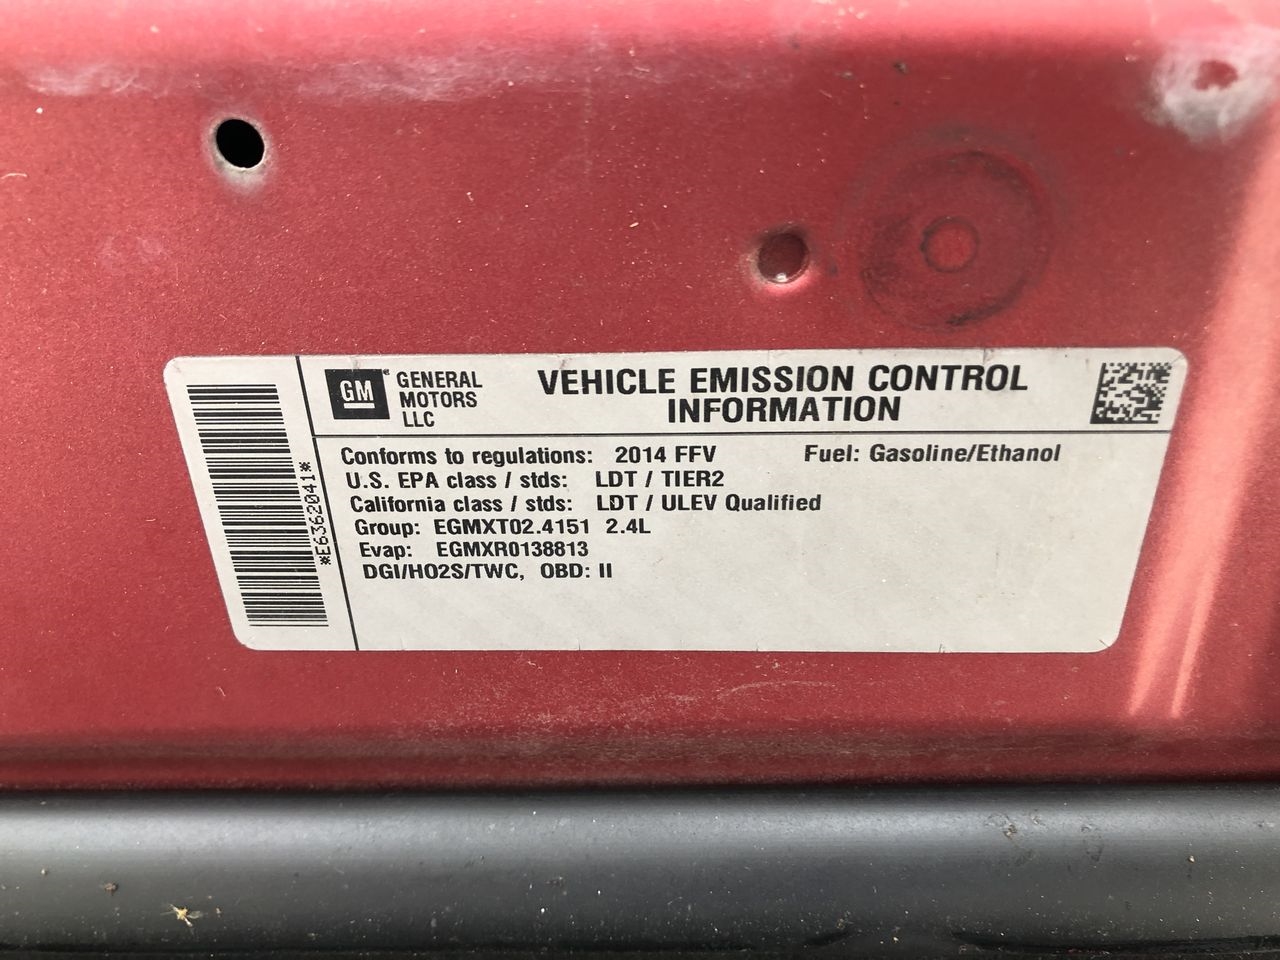 GM GENERAL MOTORS LLC
VEHICLE EMISSION CONTROL
INFORMATION
Conforms to regulations: 2014 FFV Fuel: Gasoline/Ethanol
U.S. EPA class / stds: LDT / TIER2
California class / stds: LDT / ULEV Qualified
Group: EGMXT02.4151 2.4L
Evap: EGMXR0138813
DGI/HO2S/TWC, OBD: II
*E6362041*